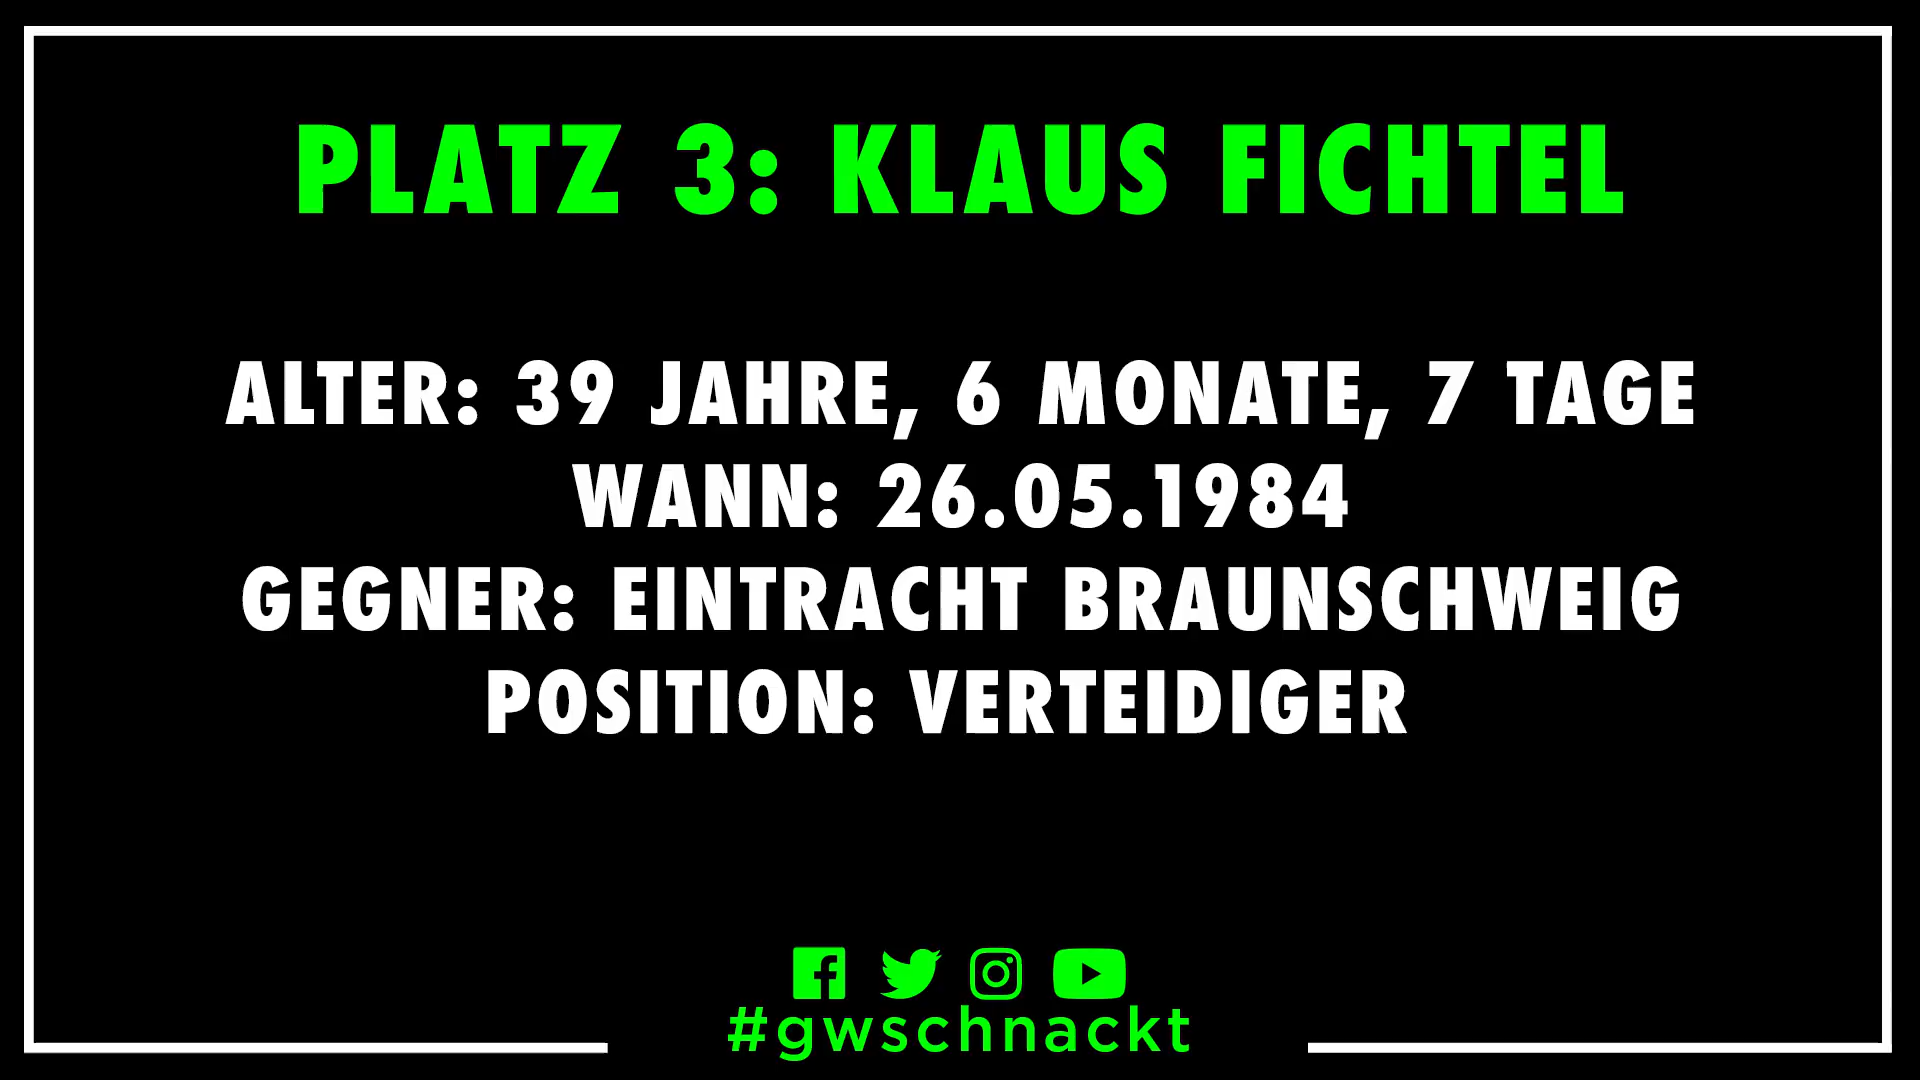 PLATZ 3: KLAUS FICHTEL
ALTER: 39 JAHRE, 6 MONATE, 7 TAGE
WANN: 26.05.1984
GEGNER: EINTRACHT BRAUNSCHWEIG
POSITION: VERTEIDIGER
#gwschnackt